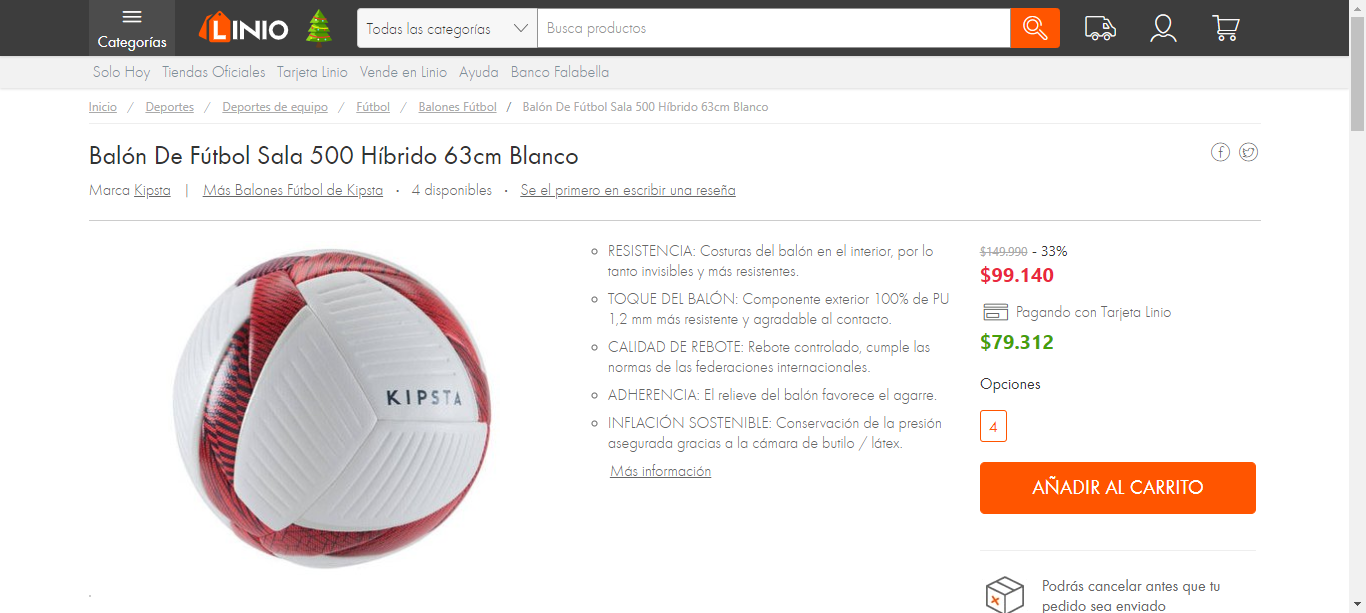 Categorías
LINIO
Todas las categorías
Busca productos
Solo Hoy Tiendas Oficiales Tarjeta Linio Vende en Linio Ayuda Banco Falabella
Inicio / Deportes / Deportes de equipo / Fútbol / Balones Fútbol / Balón De Fútbol Sala 500 Híbrido 63cm Blanco
Balón De Fútbol Sala 500 Híbrido 63cm Blanco
Marca Kipsta | Más Balones Fútbol de Kipsta · 4 disponibles · Se el primero en escribir una reseña
KIPSTA
RESISTENCIA: Costuras del balón en el interior, por lo
tanto invisibles y más resistentes.
TOQUE DEL BALÓN: Componente exterior 100% de PU
1,2 mm más resistente y agradable al contacto.
CALIDAD DE REBOTE: Rebote controlado, cumple las
normas de las federaciones internacionales.
ADHERENCIA: El relieve del balón favorece el agarre.
INFLACIÓN SOSTENIBLE: Conservación de la presión
asegurada gracias a la cámara de butilo / látex.
Más información
$149.990 - 33%
$99.140
Pagando con Tarjeta Linio
$79.312
Opciones
4
AÑADIR AL CARRITO
Podrás cancelar antes que tu
pedido sea enviado